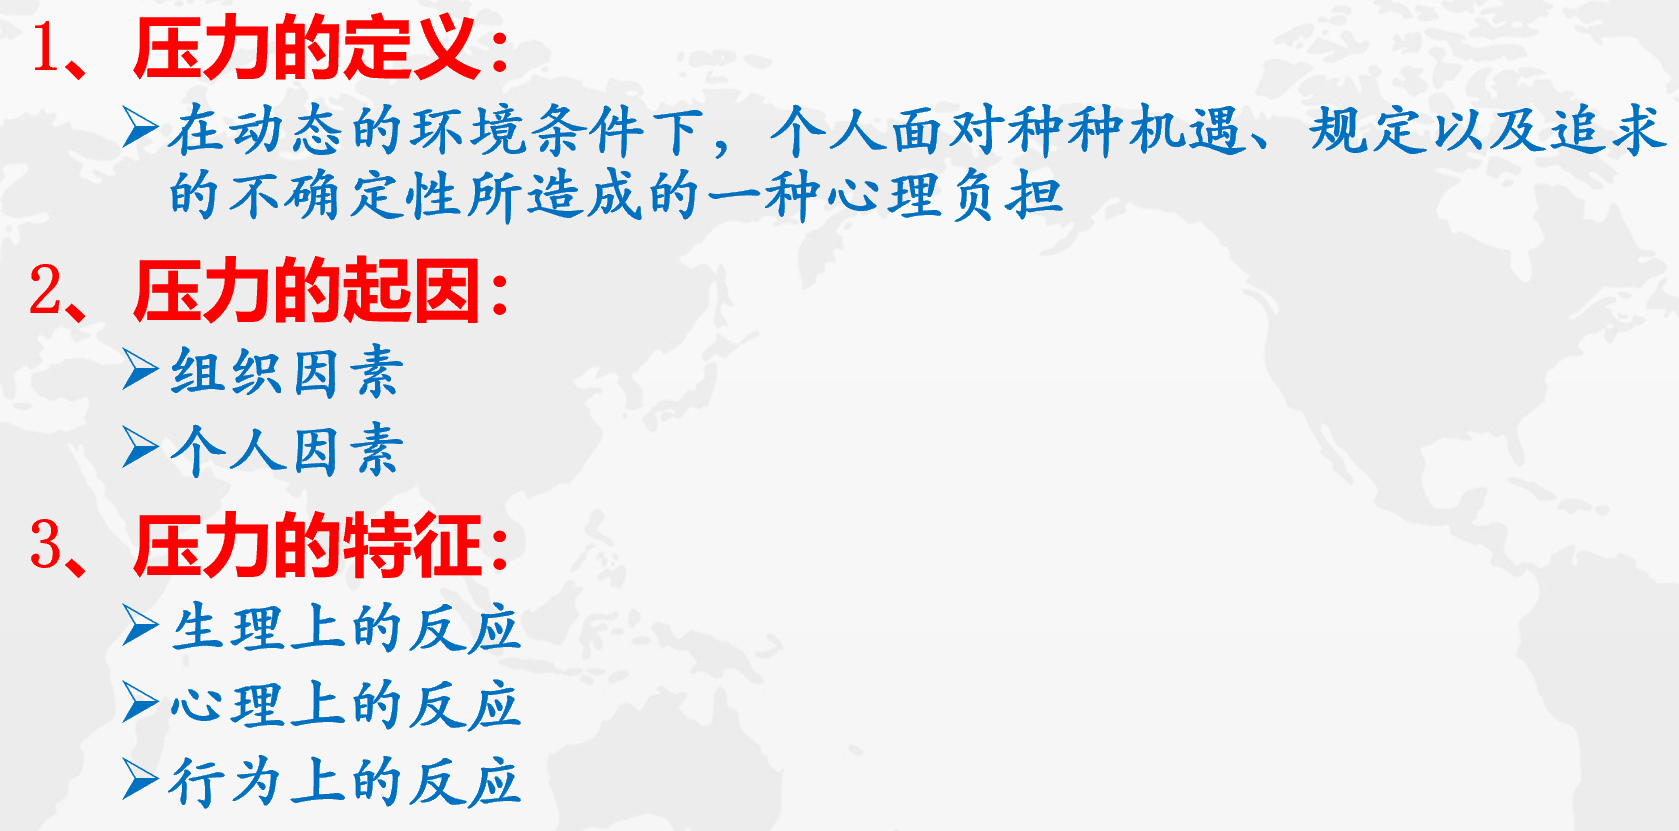 1、压力的定义：
➢在动态的环境条件下，个人面对种种机遇、规定以及追求
的不确定性所造成的一种心理负担
2、压力的起因：
➢组织因素
➢个人因素
3、压力的特征：
➢生理上的反应
➢心理上的反应
➢行为上的反应